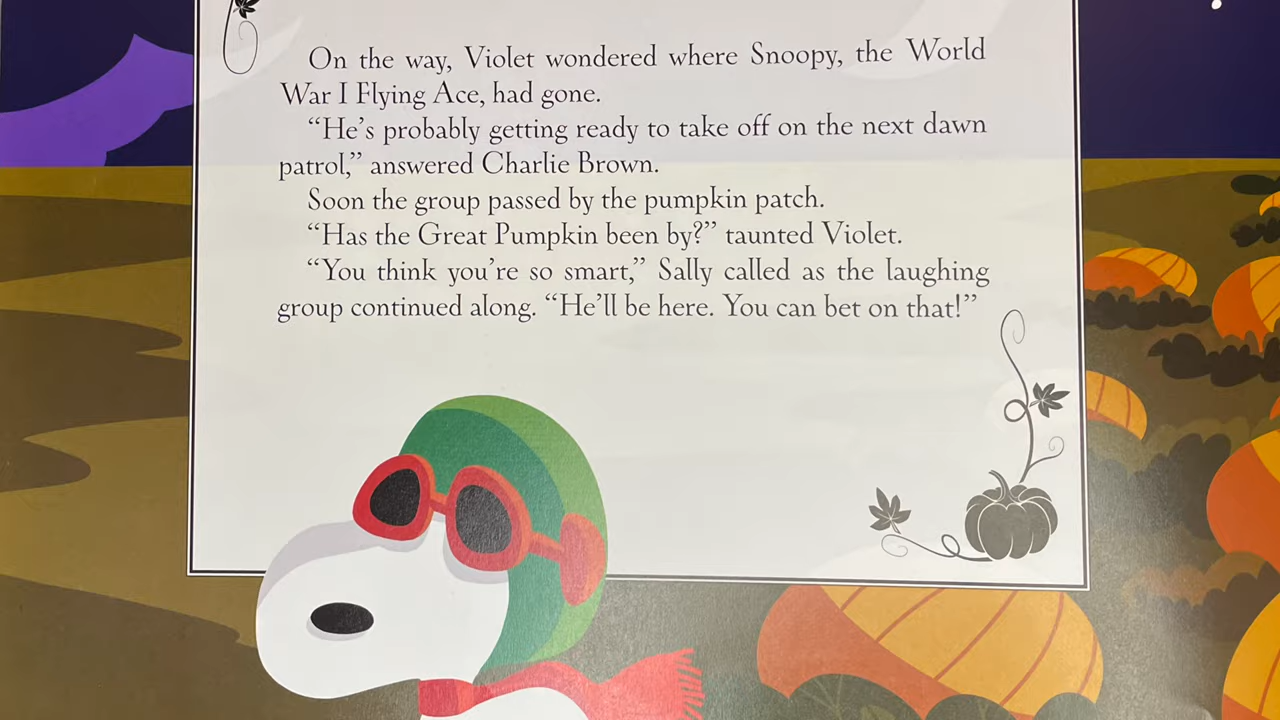 On the way, Violet wondered where Snoopy, the World
War I Flying Ace, had gone.
“He’s probably getting ready to take off on the next dawn
patrol,” answered Charlie Brown.
Soon the group passed by the pumpkin patch.
“Has the Great Pumpkin been by?” taunted Violet.
“You think you’re so smart,” Sally called as the laughing
group continued along. “He’ll be here. You can bet on that!”